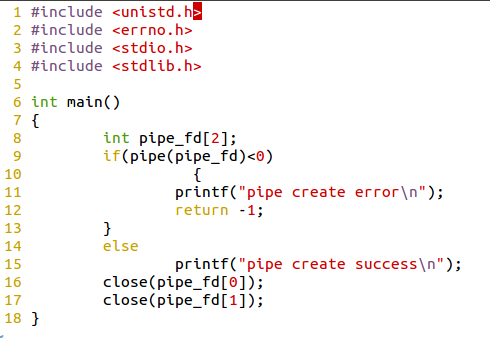 1 #include <unistd.h>
2 #include <errno.h>
3 #include <stdio.h>
4 #include <stdlib.h>
5
6 int main()
7 {
8 int pipe_fd[2];
9 if(pipe(pipe_fd)<0)
10 {
11 printf("pipe create error\n");
12 return -1;
13 }
14 else
15 printf("pipe create success\n");
16 close(pipe_fd[0]);
17 close(pipe_fd[1]);
18 }